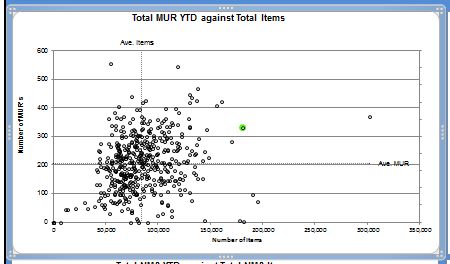 Total MUR YTD against Total Items
Ave. Items
600
500
400
300
200
100
0
Number of MUR's
Ave. MUR
0 50,000 100,000 150,000 200,000 250,000 300,000 350,000
Number of Items